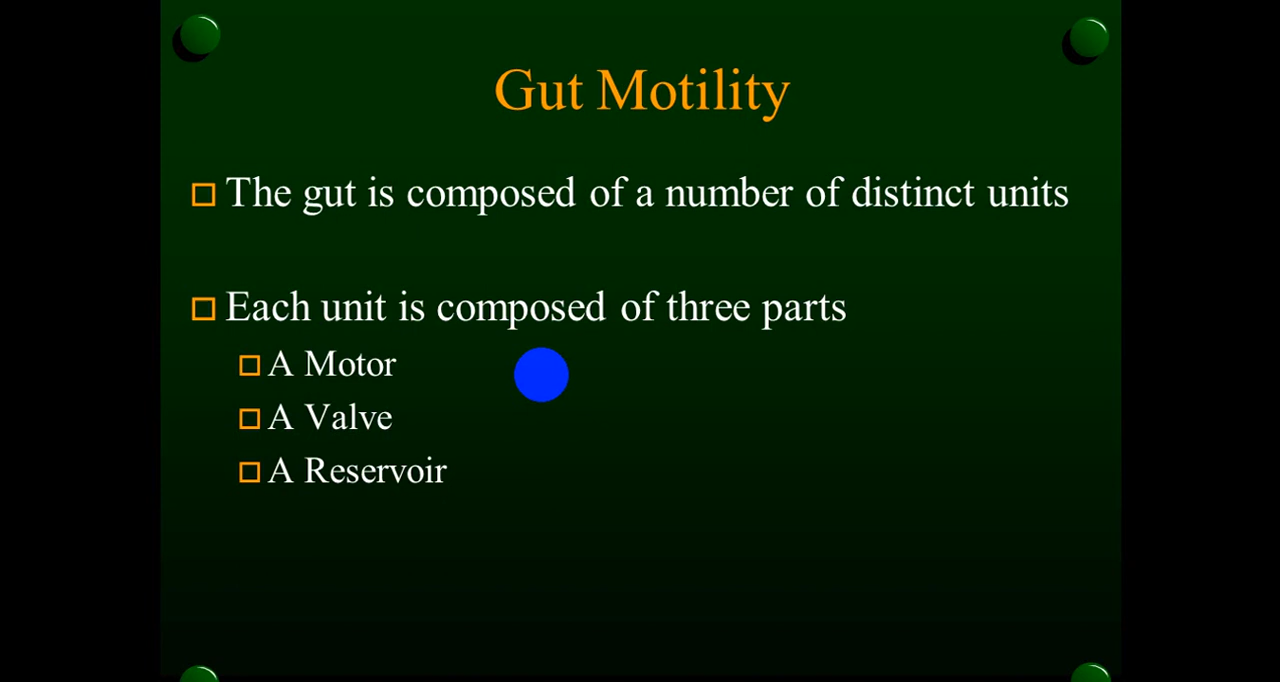 Gut Motility
The gut is composed of a number of distinct units
Each unit is composed of three parts
A Motor
A Valve
A Reservoir